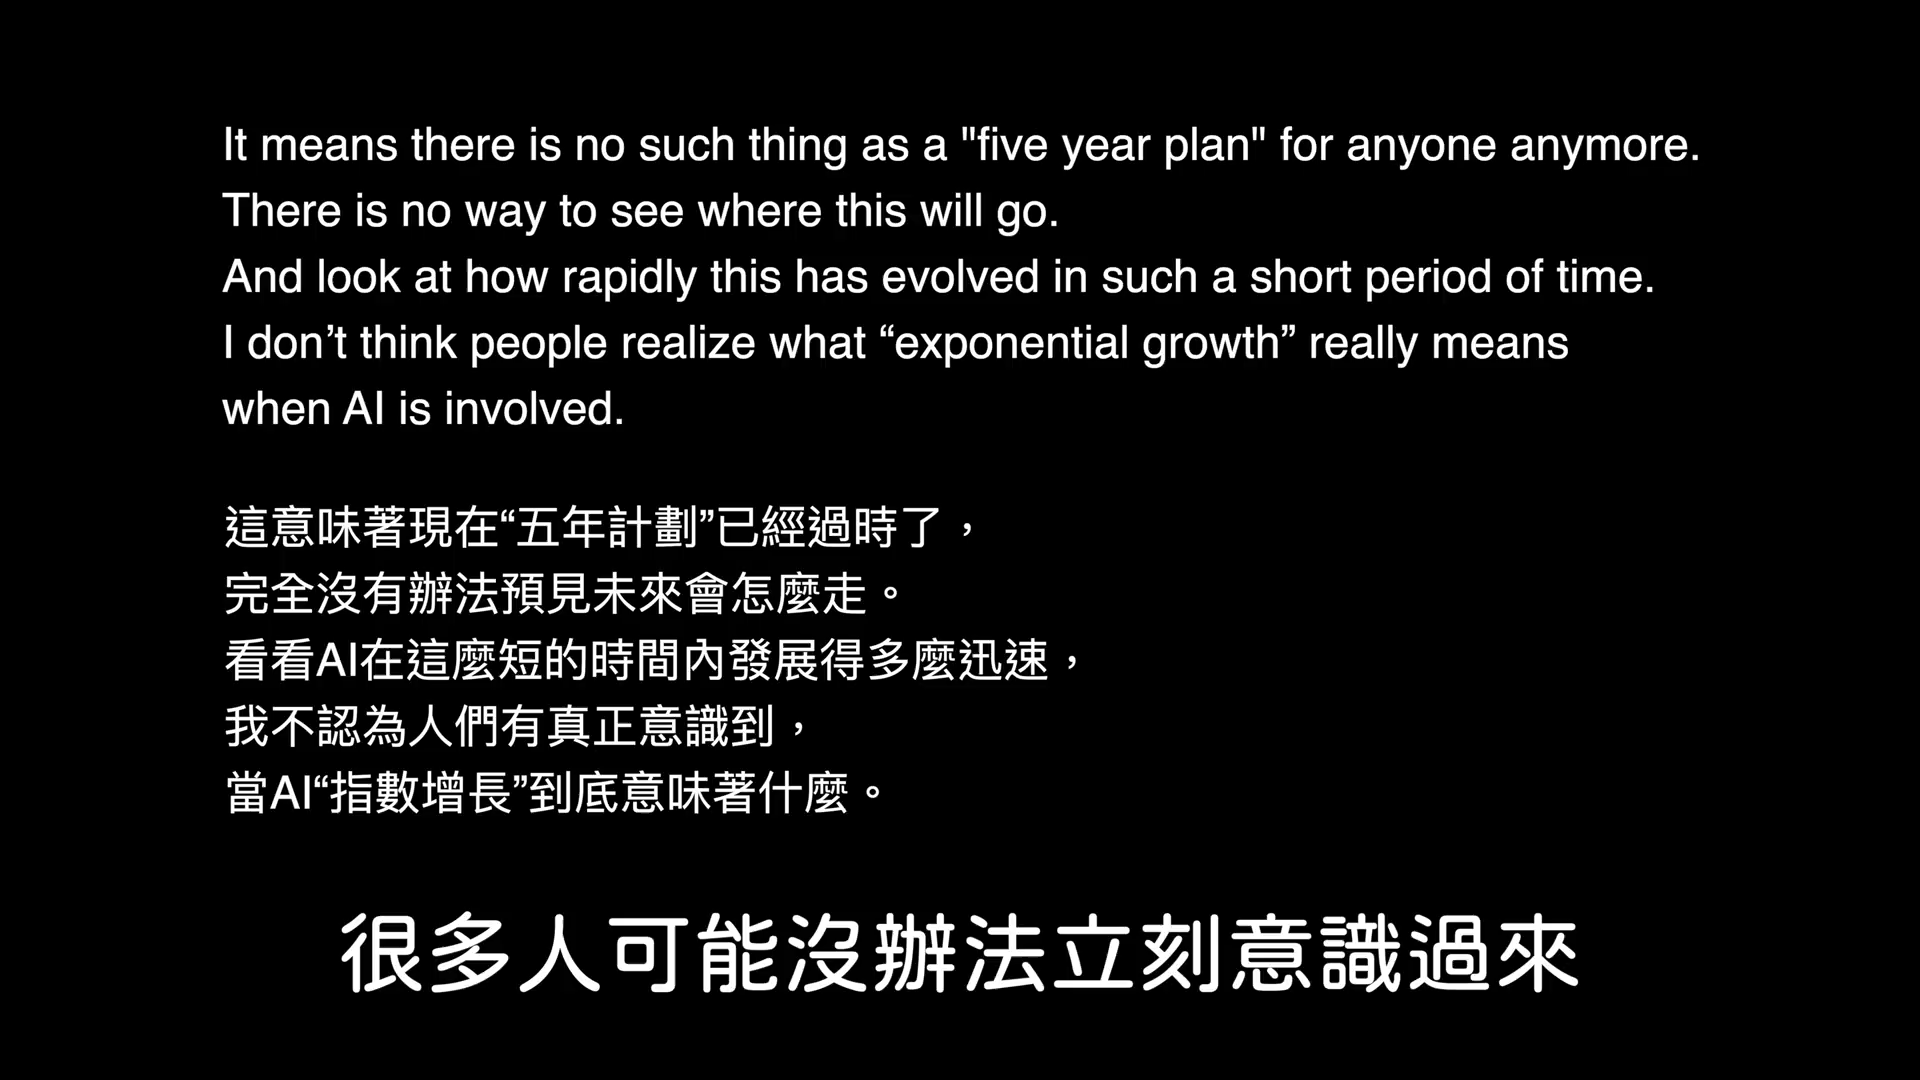 It means there is no such thing as a "five year plan" for anyone anymore.
There is no way to see where this will go.
And look at how rapidly this has evolved in such a short period of time.
I don’t think people realize what “exponential growth” really means
when AI is involved.
這意味著現在“五年計劃”已經過時了，
完全沒有辦法預見未來會怎麼走。
看看AI在這麼短的時間內發展得多麼迅速，
我不認為人們有真正意識到，
當AI“指數增長”到底意味著什麼。
很多人可能沒辦法立刻意識過來